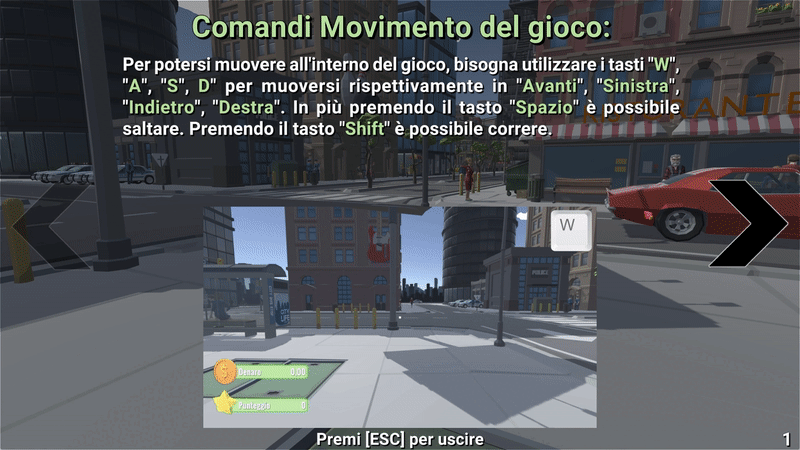 Comandi Movimento del gioco:
Per potersi muovere all'interno del gioco, bisogna utilizzare i tasti "W",
"A", "S", D" per muoversi rispettivamente in "Avanti", "Sinistra",
"Indietro", "Destra". In più premendo il tasto "Spazio" è possibile
saltare. Premendo il tasto "Shift" è possibile correre.
W
Denaro 0.00
Punteggio 0
Premi [ESC] per uscire
1